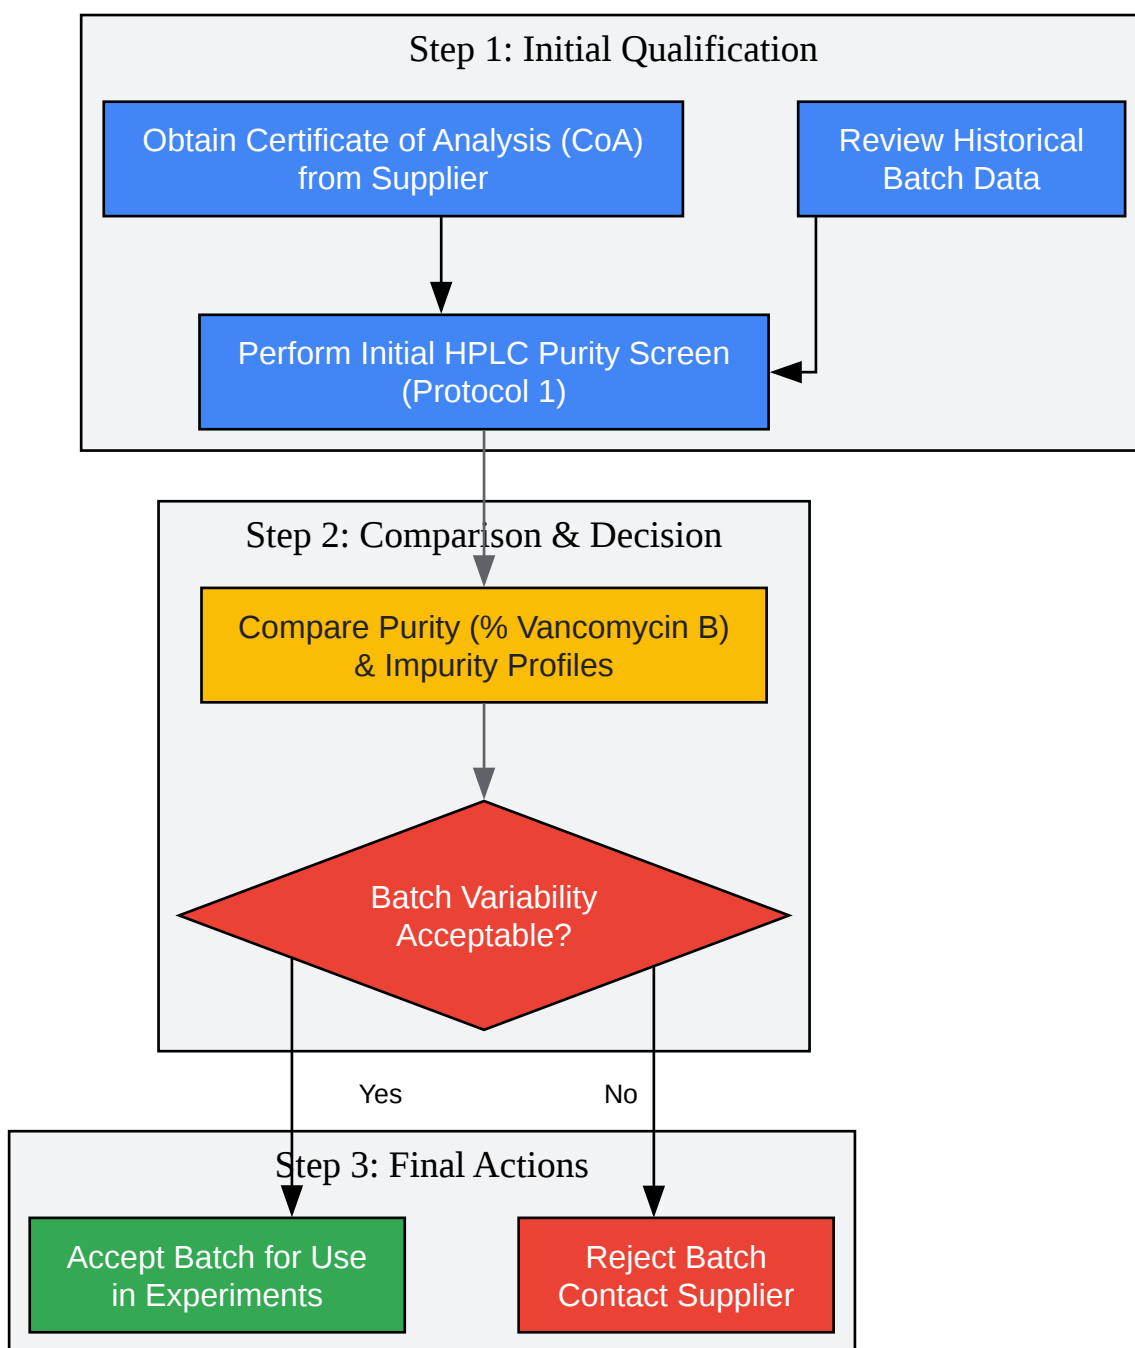 Step 1: Initial Qualification
Obtain Certificate of Analysis (CoA)
from Supplier
Review Historical
Batch Data
Perform Initial HPLC Purity Screen
(Protocol 1)
Step 2: Comparison & Decision
Compare Purity (% Vancomycin B)
& Impurity Profiles
Batch Variability
Acceptable?
Yes
No
Step 3: Final Actions
Accept Batch for Use
in Experiments
Reject Batch
Contact Supplier